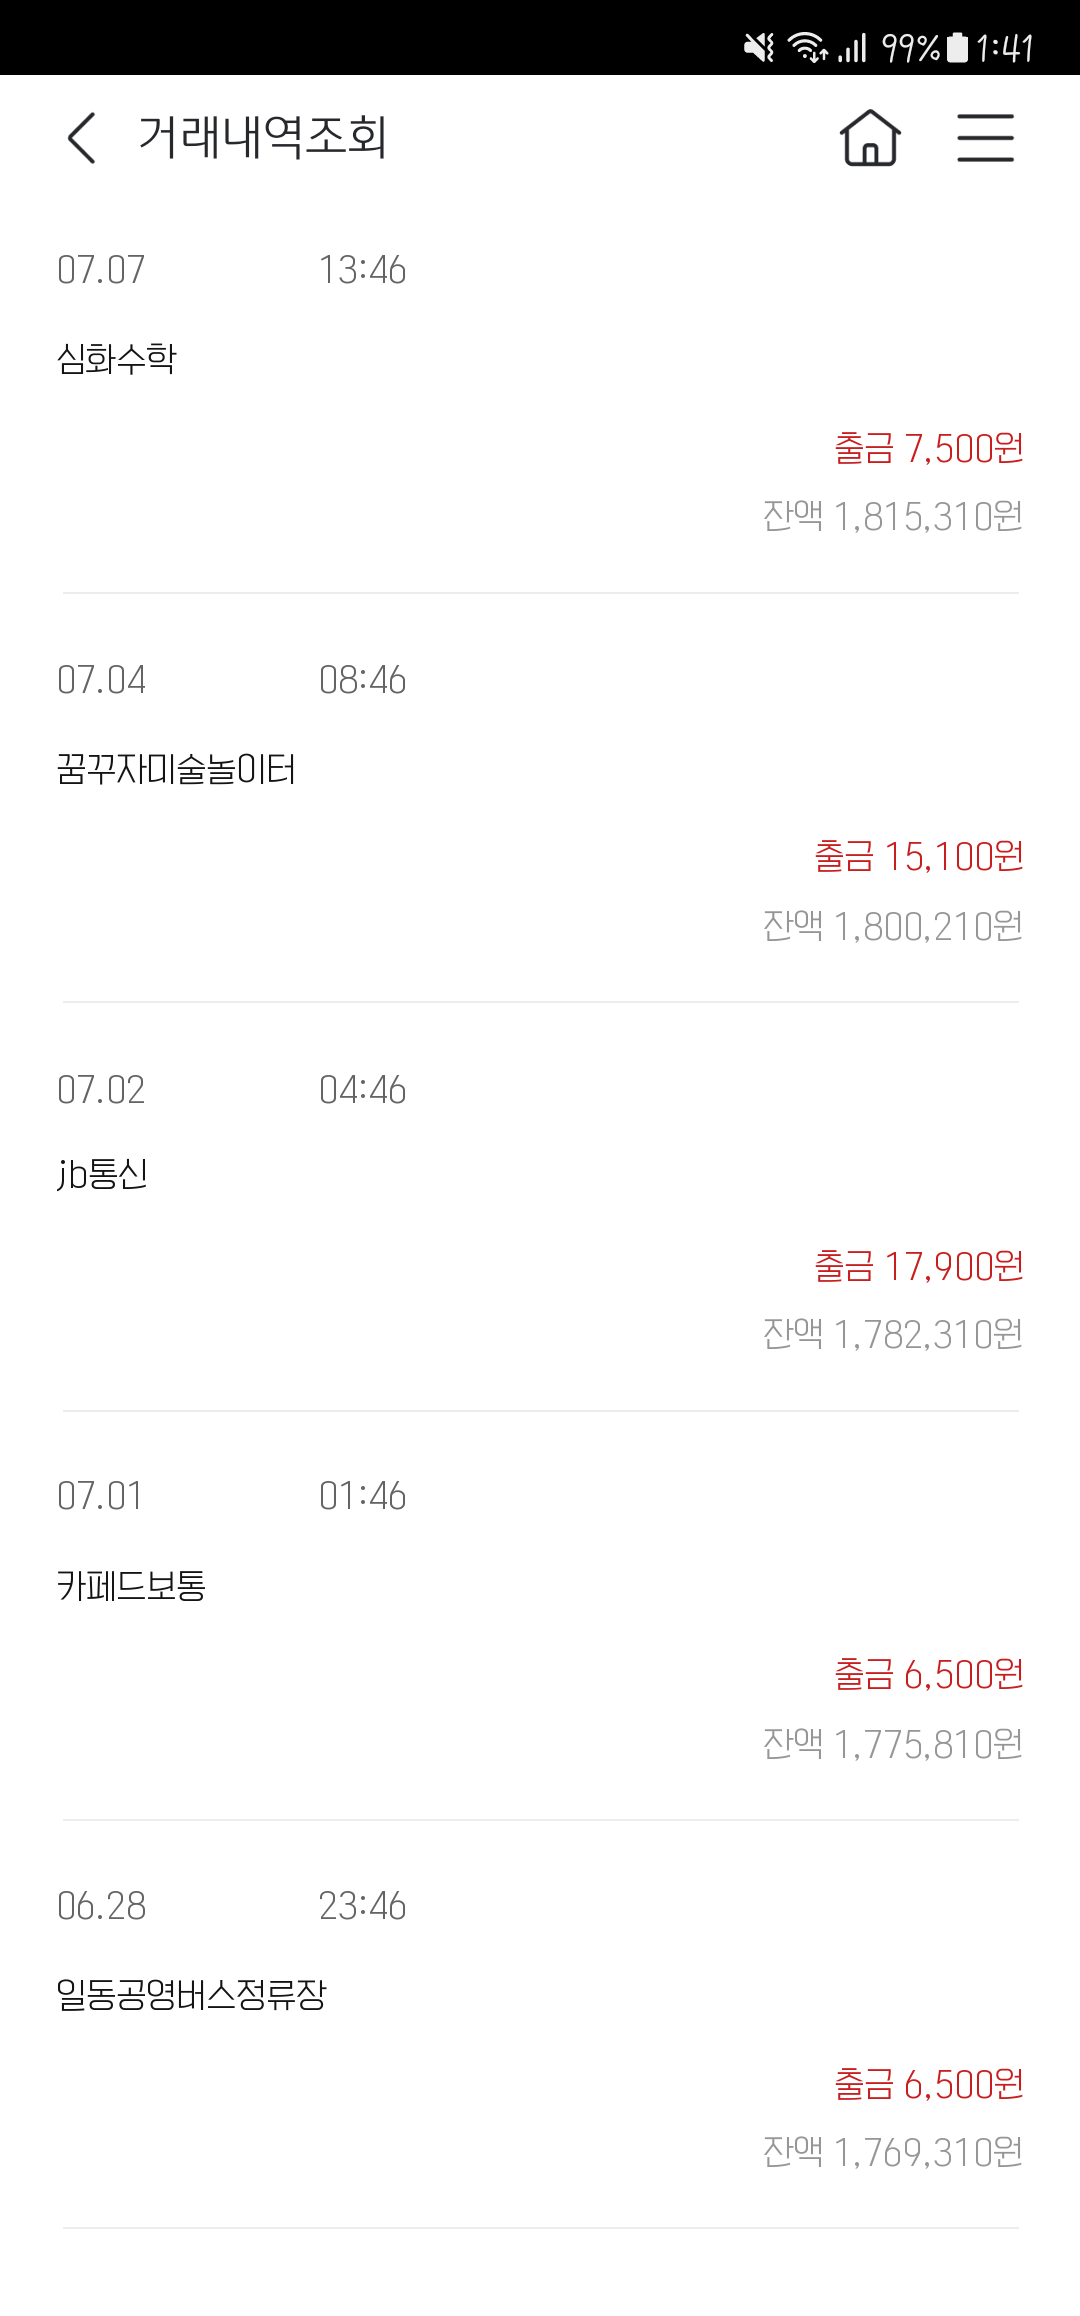 99% 1:41
거래내역조회
07.07 13:46
심화수학
출금 7,500원
잔액 1,815,310원
07.04 08:46
꿈꾸자미술놀이터
출금 15,100원
잔액 1,800,210원
07.02 04:46
jb통신
출금 17,900원
잔액 1,782,310원
07.01 01:46
카페드보통
출금 6,500원
잔액 1,775,810원
06.28 23:46
일동공영버스정류장
출금 6,500원
잔액 1,769,310원